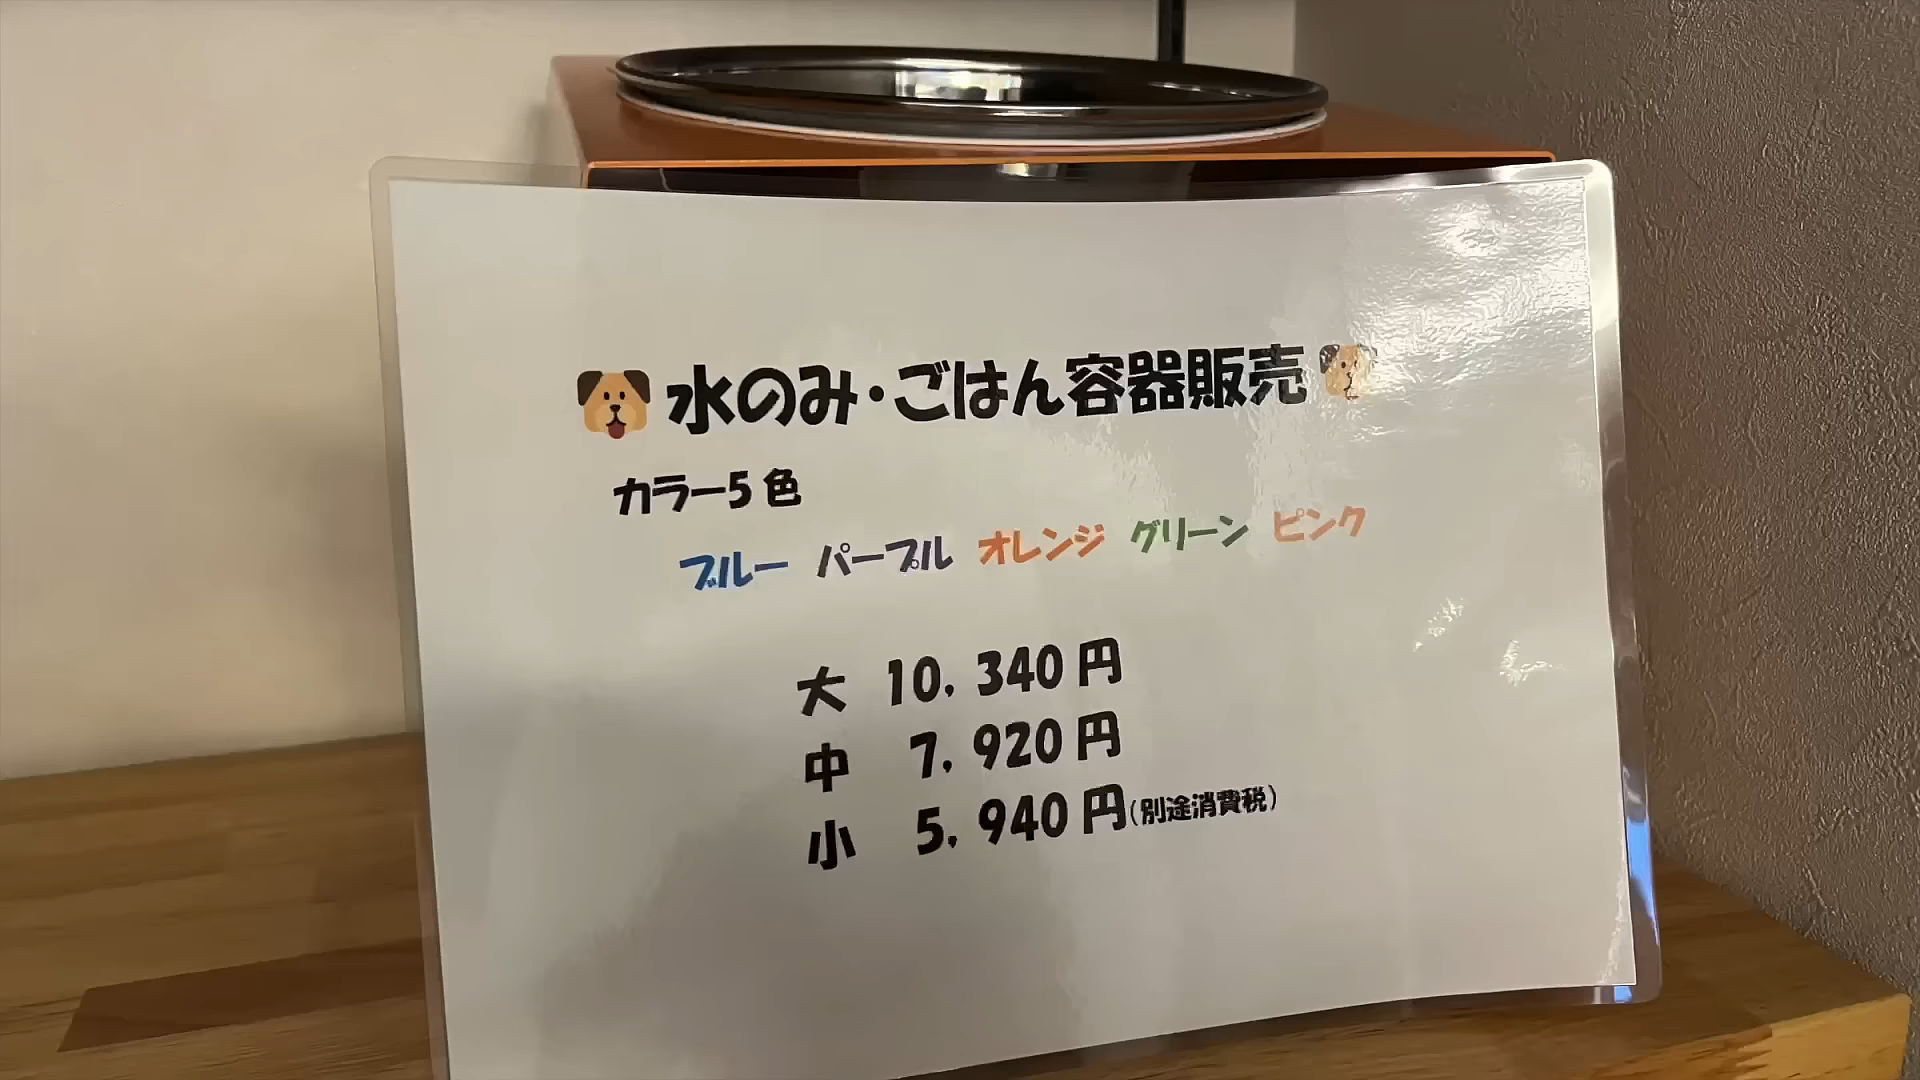 水のみ・ごはん容器販売
カラー5色
ブルー パープル オレンジ グリーン ピンク
大 10,340円
中 7,920円
小 5,940円(別途消費税)